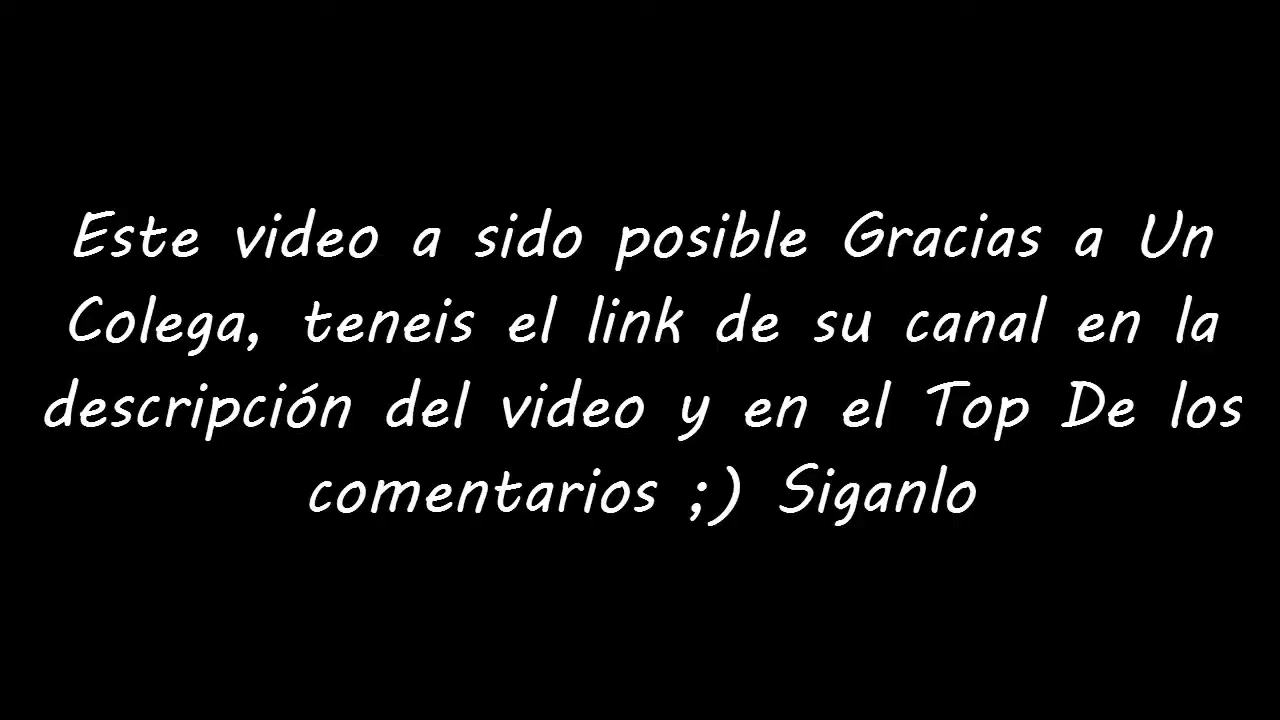 Este video a sido posible Gracias a Un
Colega, teneis el link de su canal en la
descripción del video y en el Top De los
comentarios ;) Siganlo